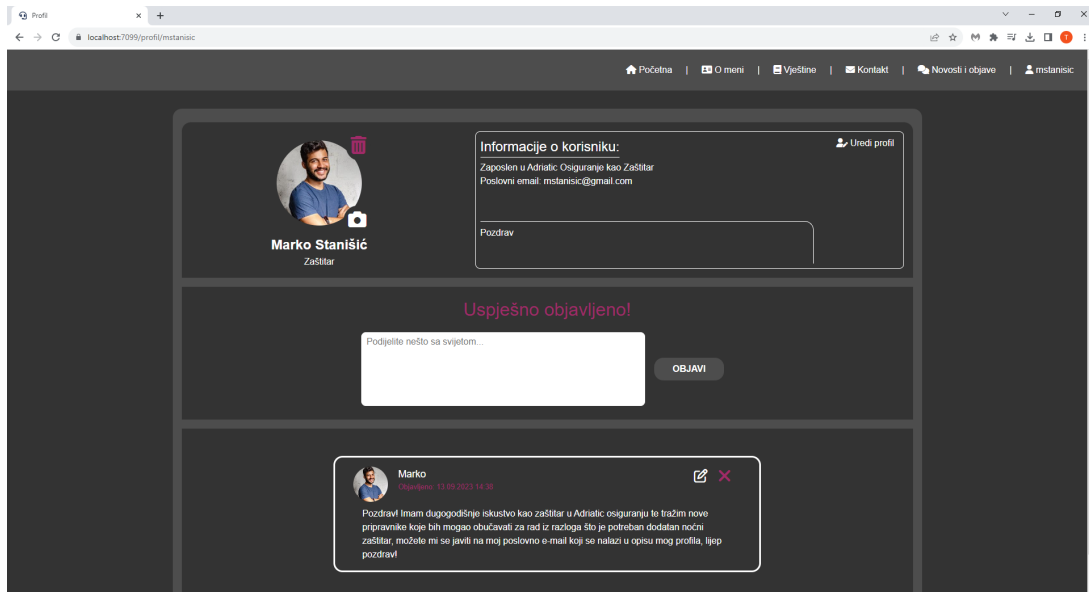 Profil
localhost:7099/profil/mstanisic
T
Početna | O meni | Vještine | Kontakt | Novosti i objave | mstanisic
Informacije o korisniku:
Uredi profil
Zaposlen u Adriatic Osiguranje kao Zaštitar
Poslovni email: mstanisic@gmail.com
Pozdrav
Marko Stanišić
Zaštitar
Uspješno objavljeno!
Podijelite nešto sa svijetom...
OBJAVI
Marko
Objavljeno: 13.09.2023 14:38
Pozdrav! Imam dugogodišnje iskustvo kao zaštitar u Adriatic osiguranju te tražim nove
pripravnike koje bih mogao obučavati za rad iz razloga što je potreban dodatan noćni
zaštitar, možete mi se javiti na moj poslovno e-mail koji se nalazi u opisu mog profila, lijep
pozdrav!